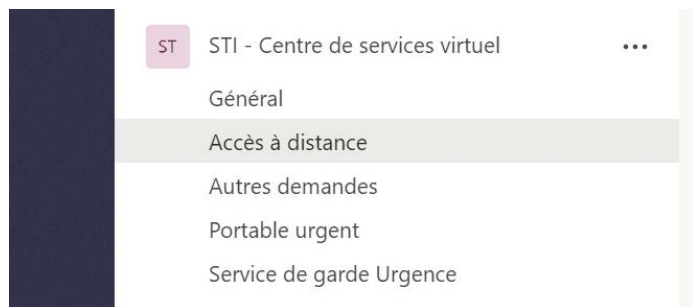 ST STI - Centre de services virtuel ...
Général
Accès à distance
Autres demandes
Portable urgent
Service de garde Urgence